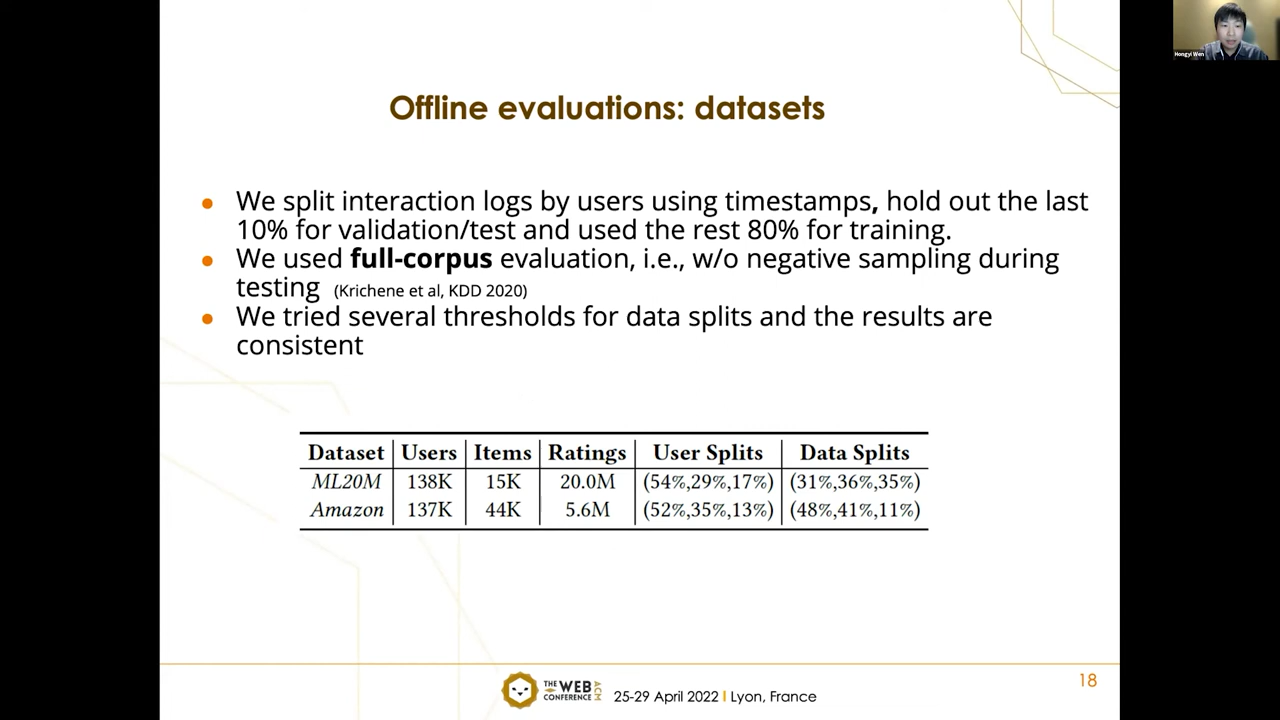 Hongyi Wen
Offline evaluations: datasets
● We split interaction logs by users using timestamps, hold out the last
10% for validation/test and used the rest 80% for training.
● We used full-corpus evaluation, i.e., w/o negative sampling during
testing (Krichene et al, KDD 2020)
● We tried several thresholds for data splits and the results are
consistent
Dataset Users Items Ratings User Splits Data Splits
ML20M 138K 15K 20.0M (54%,29%,17%) (31%,36%,35%)
Amazon 137K 44K 5.6M (52%,35%,13%) (48%,41%,11%)
18
THE WEB CONFERENCE ACM
25-29 April 2022 I Lyon, France